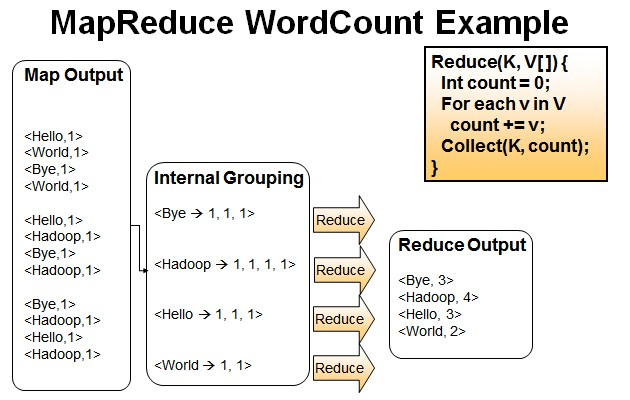 MapReduce WordCount Example
Map Output
<Hello,1>
<World,1>
<Bye,1>
<World,1>
<Hello,1>
<Hadoop,1>
<Bye,1>
<Hadoop,1>
<Bye,1>
<Hadoop,1>
<Hello,1>
<Hadoop,1>
Internal Grouping
<Bye → 1, 1, 1>
<Hadoop → 1, 1, 1, 1>
<Hello → 1, 1, 1>
<World → 1, 1>
Reduce
Reduce
Reduce
Reduce
Reduce(K, V[]) {
Int count = 0;
For each v in V
count += v;
Collect(K, count);
}
Reduce Output
<Bye, 3>
<Hadoop, 4>
<Hello, 3>
<World, 2>